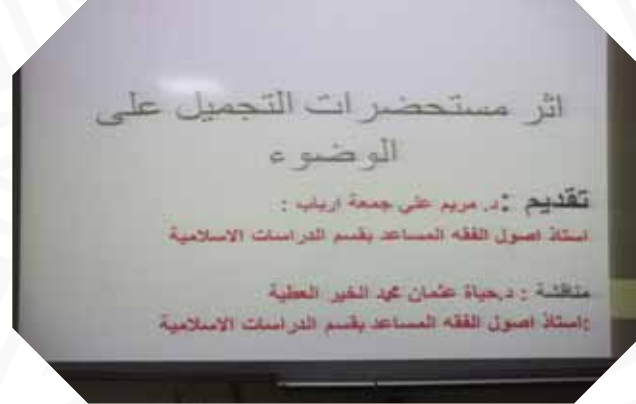 اثر مستحضرات التجميل على
الوضوء
تقديم : د. مريم علي جمعة ارباب :
استاذ اصول الفقه المساعد بقسم الدراسات الاسلامية
مناقشة : د.حياة عثمان محمد الخير العطية
:استاذ اصول الفقه المساعد بقسم الدراسات الاسلامية